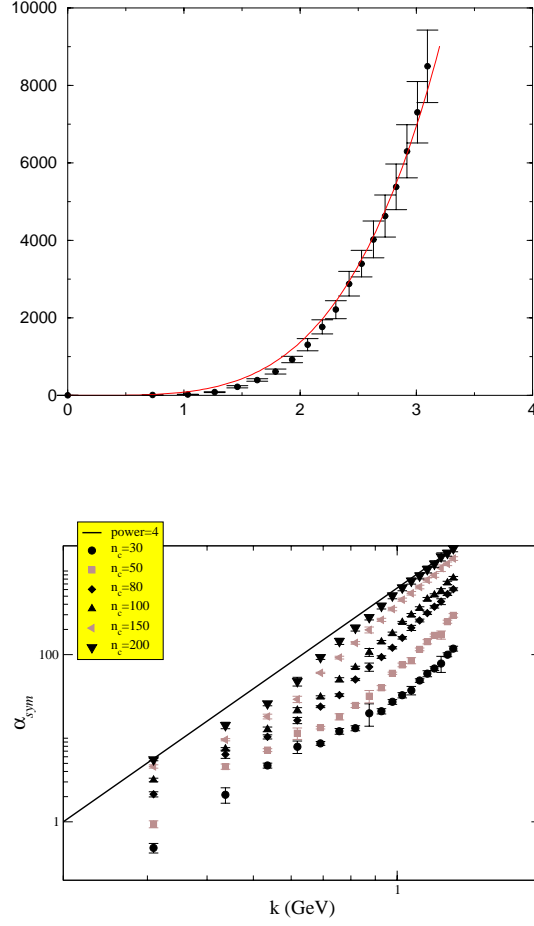 10000
8000
6000
4000
2000
0
0 1 2 3 4
power=4
n_c=30
n_c=50
n_c=80
n_c=100
n_c=150
n_c=200
100
1
α_sym
1
k (GeV)